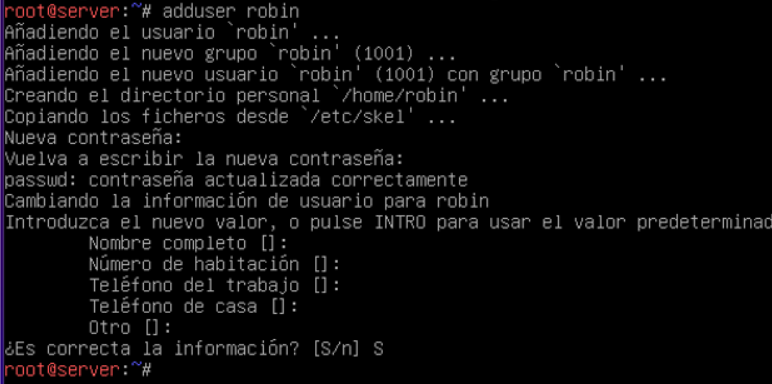 root@server:~# adduser robin
Añadiendo el usuario `robin' ...
Añadiendo el nuevo grupo `robin' (1001) ...
Añadiendo el nuevo usuario `robin' (1001) con grupo `robin' ...
Creando el directorio personal `/home/robin' ...
Copiando los ficheros desde `/etc/skel' ...
Nueva contraseña:
Vuelva a escribir la nueva contraseña:
passwd: contraseña actualizada correctamente
Cambiando la información de usuario para robin
Introduzca el nuevo valor, o pulse INTRO para usar el valor predeterminad
Nombre completo []:
Número de habitación []:
Teléfono del trabajo []:
Teléfono de casa []:
Otro []:
¿Es correcta la información? [S/n] S
root@server:~#